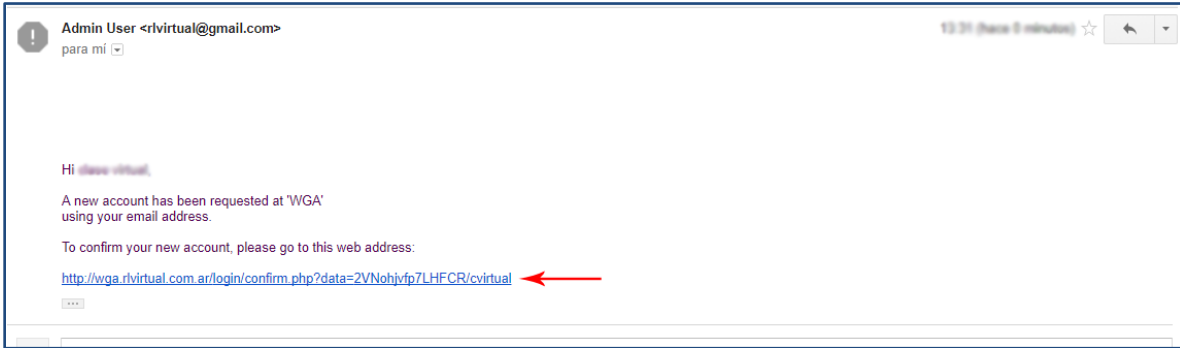 Admin User <rlvirtual@gmail.com>
para mí
Hi
A new account has been requested at 'WGA'
using your email address.
To confirm your new account, please go to this web address:
http://wga.rlvirtual.com.ar/login/confirm.php?data=2VNohjvfp7LHFCR/cvirtual